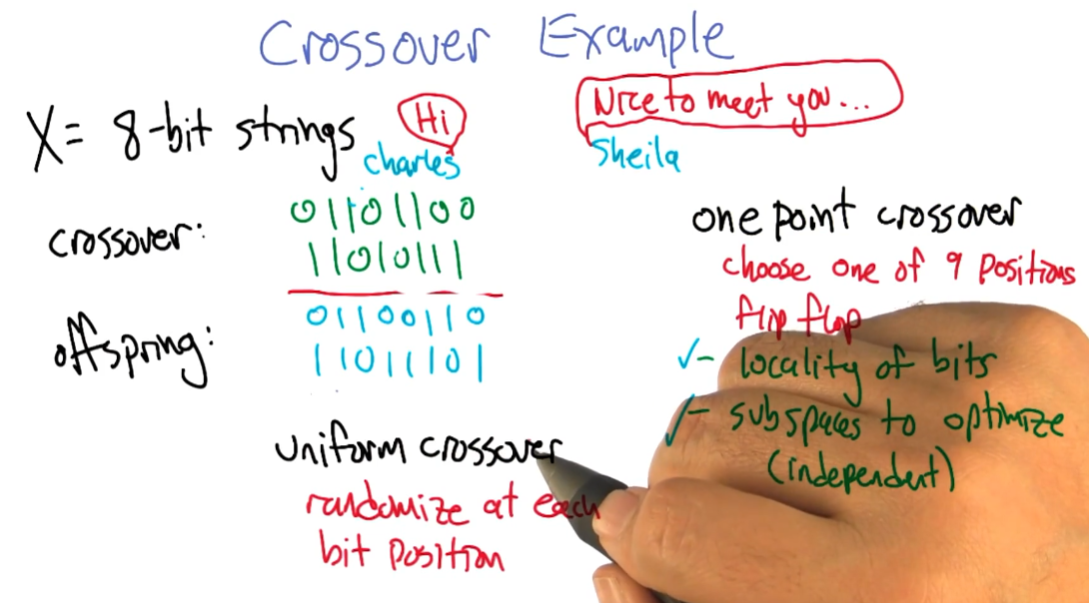 Crossover Example
X= 8-bit strings
Hi
charles
Nice to meet you...
Sheila
crossover:
01101100
11010111
offspring:
01100110
11011101
uniform crossover
randomize at each
bit position
one point crossover
choose one of 9 positions
flip flop
✓- locality of bits
✓- subspaces to optimize
(independent)